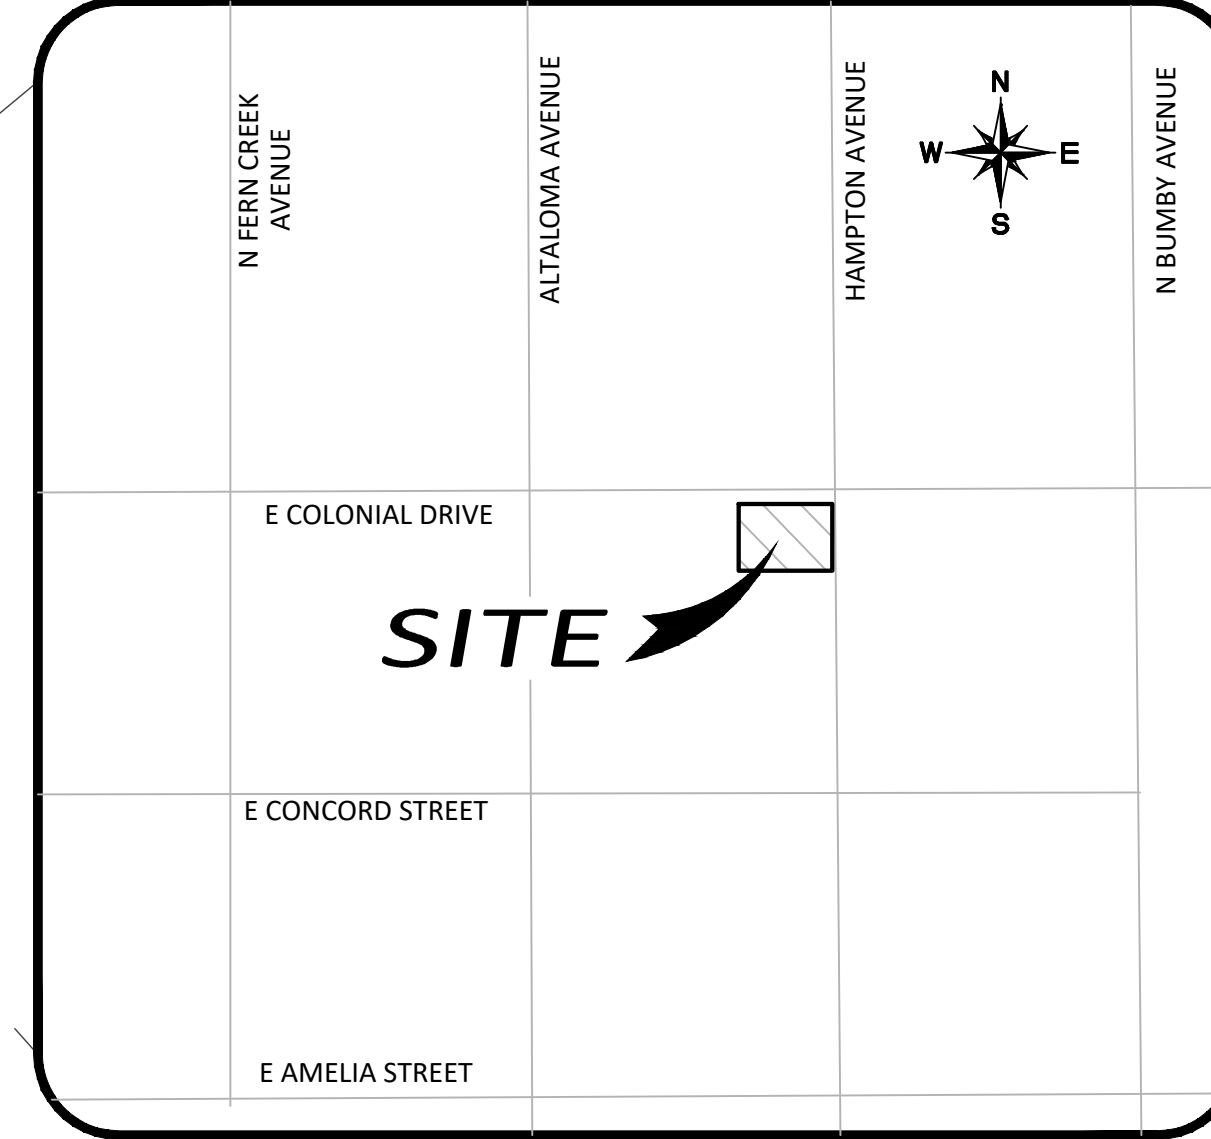 N FERN CREEK
AVENUE
ALTALOMA AVENUE
HAMPTON AVENUE
N BUMBY AVENUE
N
W
E
S
E COLONIAL DRIVE
SITE
E CONCORD STREET
E AMELIA STREET